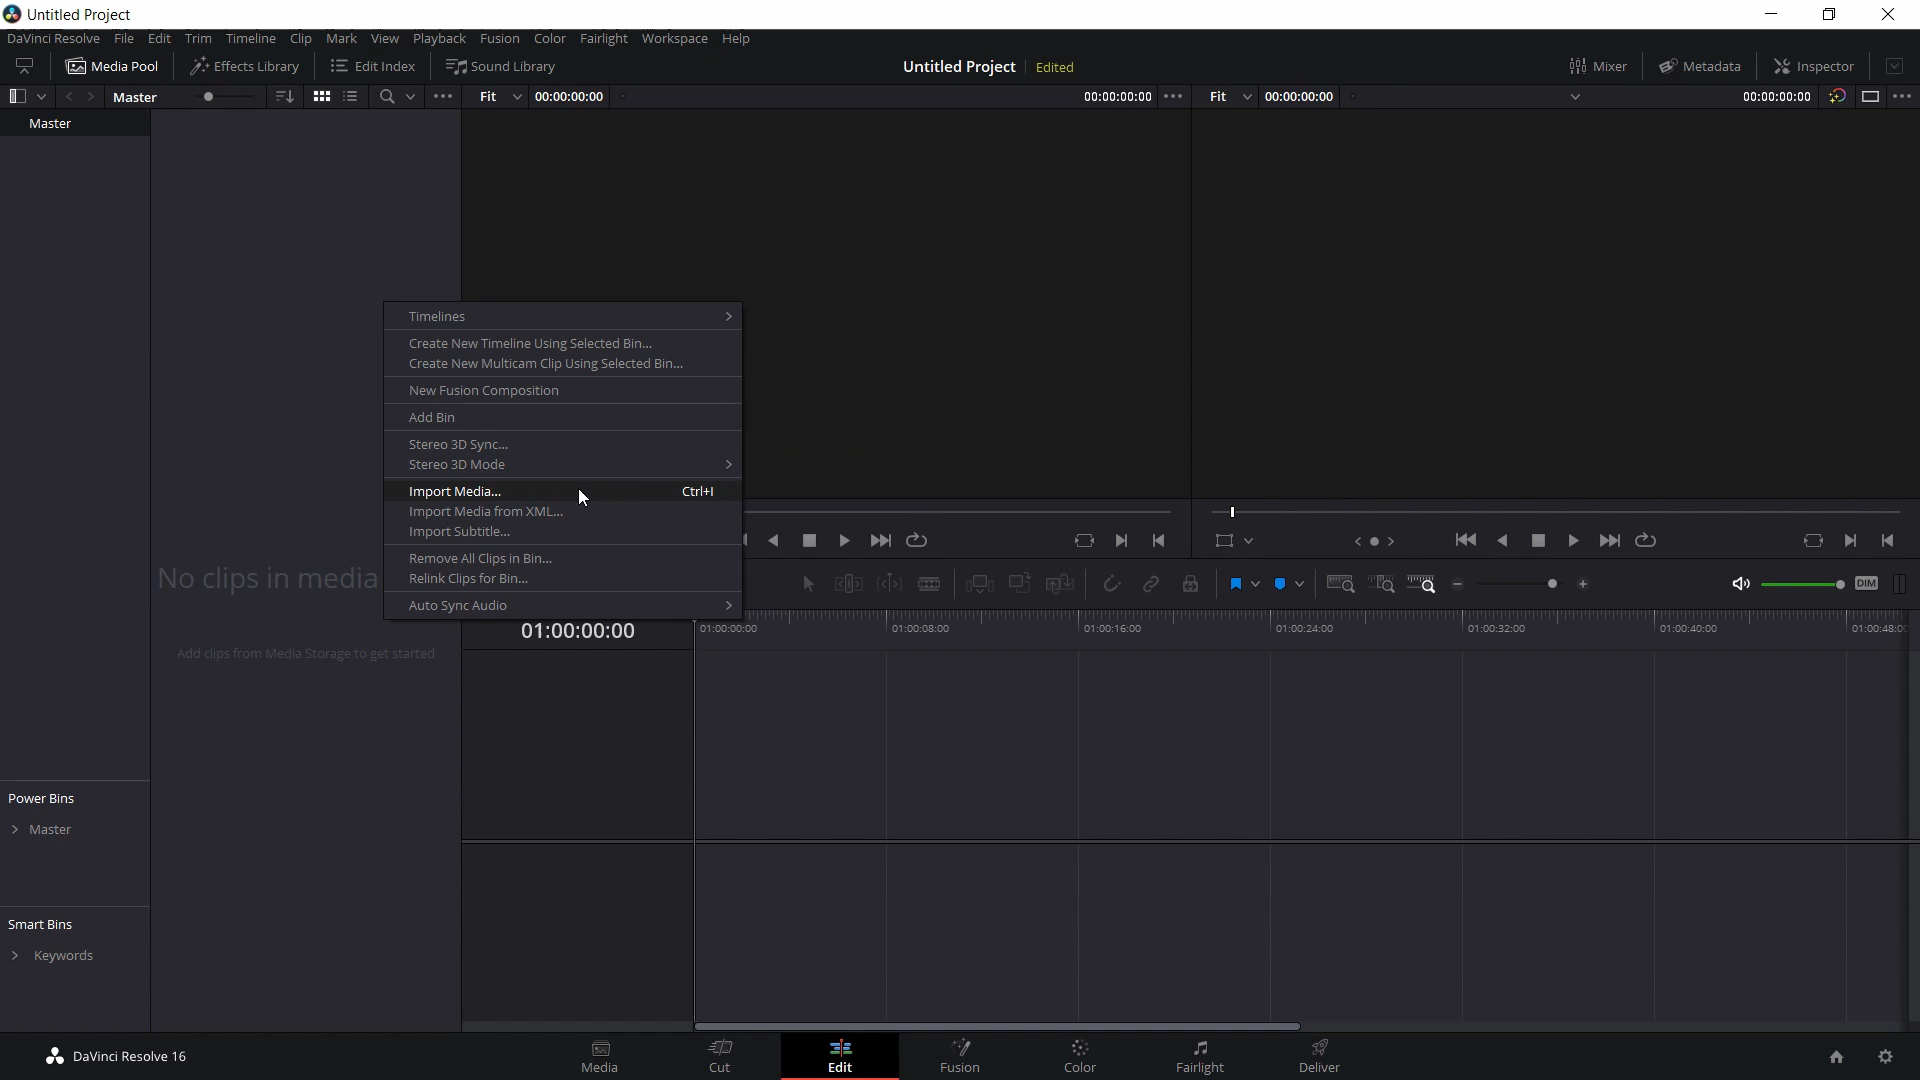 Untitled Project
DaVinci Resolve File Edit Trim Timeline Clip Mark View Playback Fusion Color Fairlight Workspace Help
Media Pool Effects Library Edit Index Sound Library Untitled Project Edited Mixer Metadata Inspector
Master Fit 00:00:00:00 00:00:00:00 Fit 00:00:00:00 00:00:00:00
Master
Timelines
Create New Timeline Using Selected Bin...
Create New Multicam Clip Using Selected Bin...
New Fusion Composition
Add Bin
Stereo 3D Sync...
Stereo 3D Mode
Import Media... Ctrl+I
Import Media from XML...
Import Subtitle...
Remove All Clips in Bin...
Relink Clips for Bin...
Auto Sync Audio
No clips in media
Add clips from Media Storage to get started
DIM
01:00:00:00
01:00:00:00 01:00:08:00 01:00:16:00 01:00:24:00 01:00:32:00 01:00:40:00 01:00:48:00
Power Bins
Master
Smart Bins
Keywords
DaVinci Resolve 16
Media Cut Edit Fusion Color Fairlight Deliver